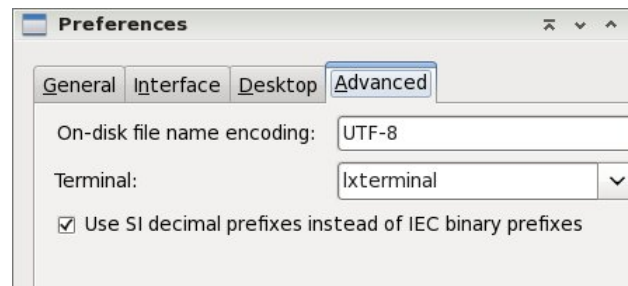 Preferences
General Interface Desktop Advanced
On-disk file name encoding: UTF-8
Terminal: lxterminal
Use SI decimal prefixes instead of IEC binary prefixes